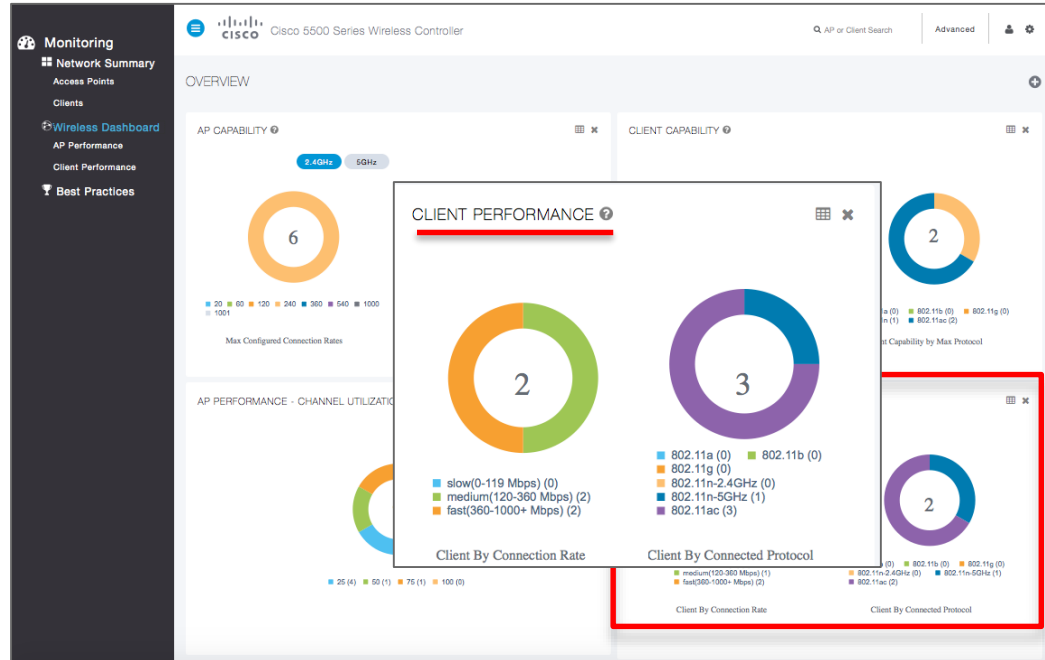 Monitoring
Network Summary
Access Points
Clients
Wireless Dashboard
AP Performance
Client Performance
Best Practices
CISCO Cisco 5500 Series Wireless Controller
AP or Client Search
Advanced
OVERVIEW
AP CAPABILITY
2.4GHz 5GHz
6
20 60 120 240 360 540 1000
1001
Max Configured Connection Rates
CLIENT CAPABILITY
2
(0) 802.11b (0) 802.11g (0)
(1) 802.11ac (2)
Capability by Max Protocol
CLIENT PERFORMANCE
2
slow(0-119 Mbps) (0)
medium(120-360 Mbps) (2)
fast(360-1000+ Mbps) (2)
Client By Connection Rate
3
802.11a (0) 802.11b (0)
802.11g (0)
802.11n-2.4GHz (0)
802.11n-5GHz (1)
802.11ac (3)
Client By Connected Protocol
AP PERFORMANCE - CHANNEL
25 (4) 50 (1) 75 (1) 100 (0)
medium(120-360 Mbps) (1)
fast(360-1000+ Mbps) (2)
Client By Connection Rate
2
(0) 802.11b (0) 802.11g (0)
802.11n-2.4GHz (0) 802.11n-5GHz (1)
802.11ac (2)
Client By Connected Protocol